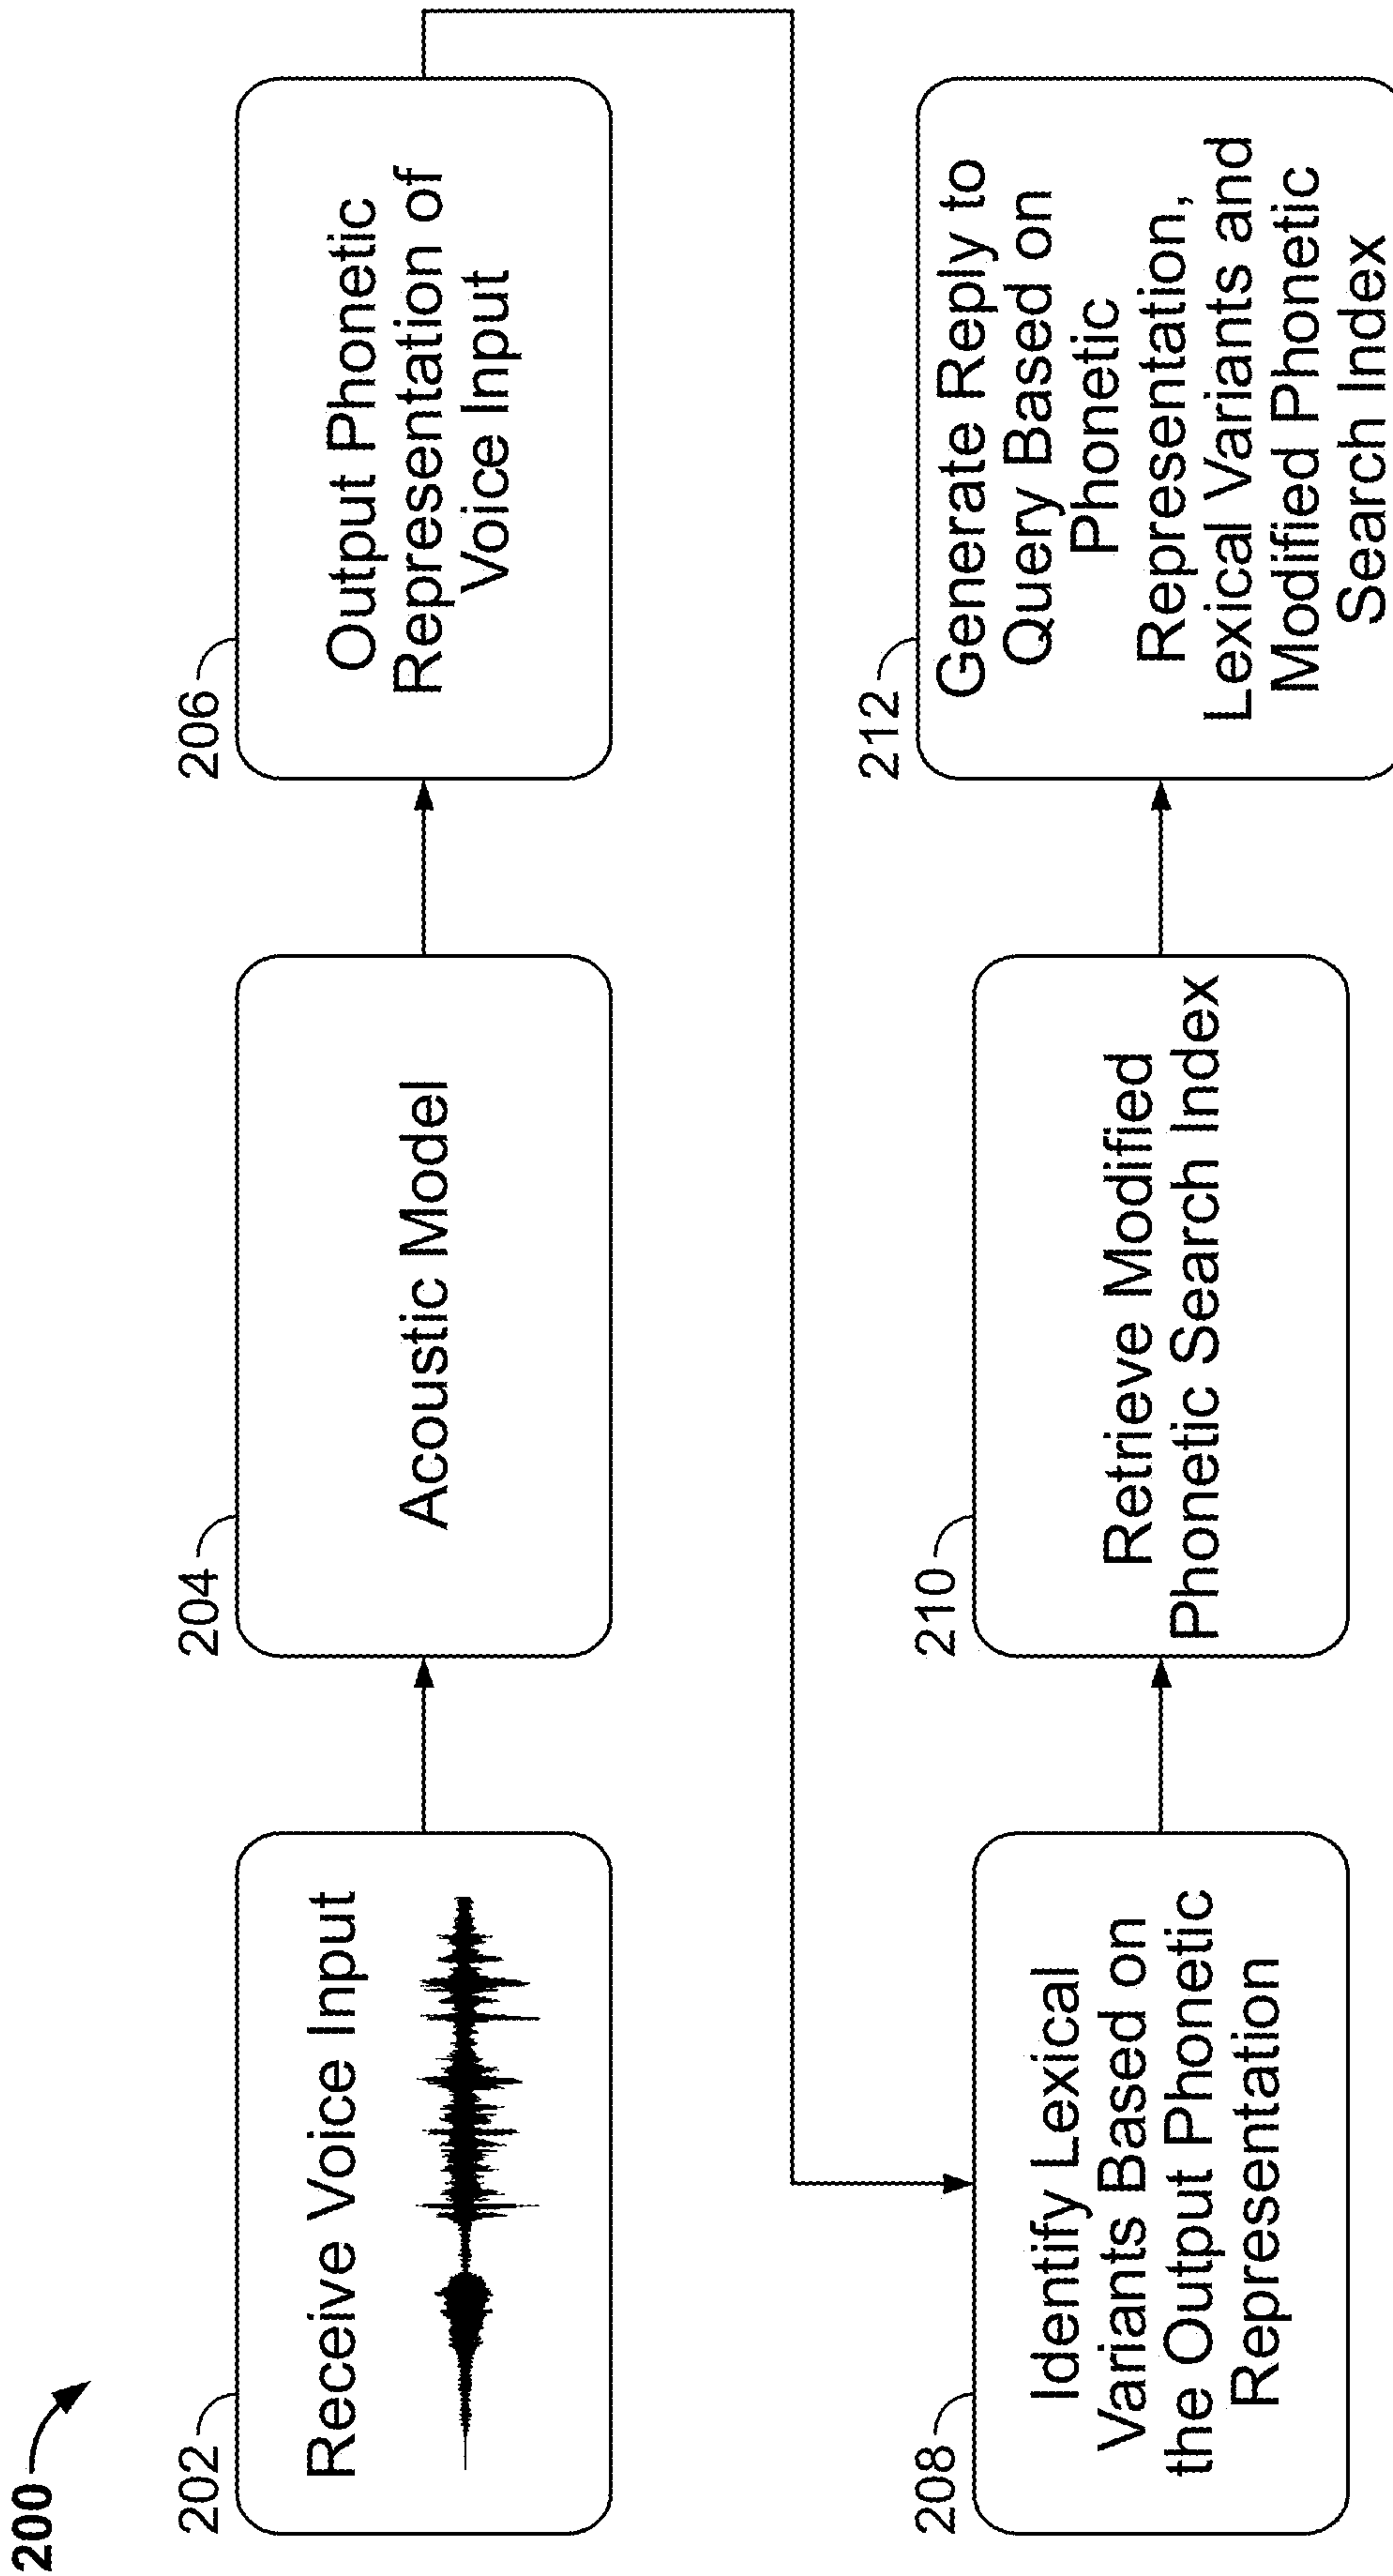 200
202
Receive Voice Input
204
Acoustic Model
206
Output Phonetic
Representation of
Voice Input
208
Identify Lexical
Variants Based on
the Output Phonetic
Representation
210
Retrieve Modified
Phonetic Search Index
212
Generate Reply to
Query Based on
Phonetic
Representation,
Lexical Variants and
Modified Phonetic
Search Index